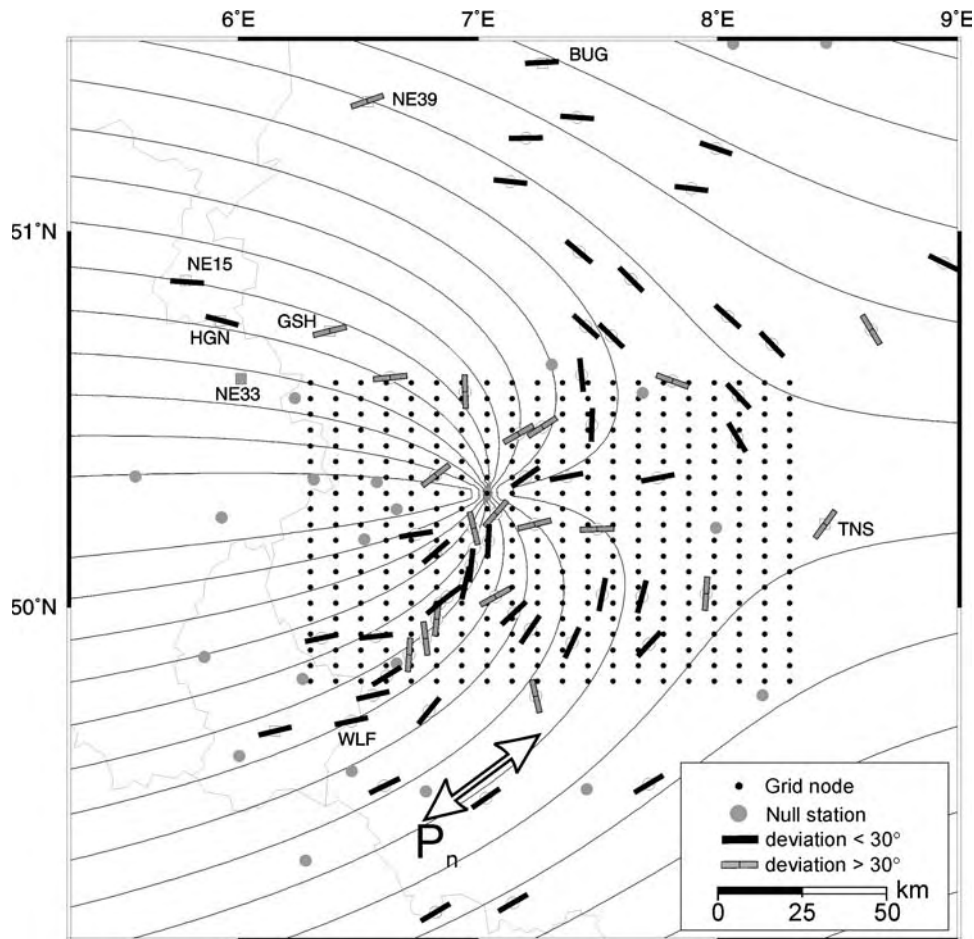 6°E 7°E 8°E 9°E
BUG
NE39
51°N
NE15
GSH
HGN
NE33
TNS
50°N
WLF
Pn
Grid node
Null station
deviation < 30°
deviation > 30°
km
0 25 50